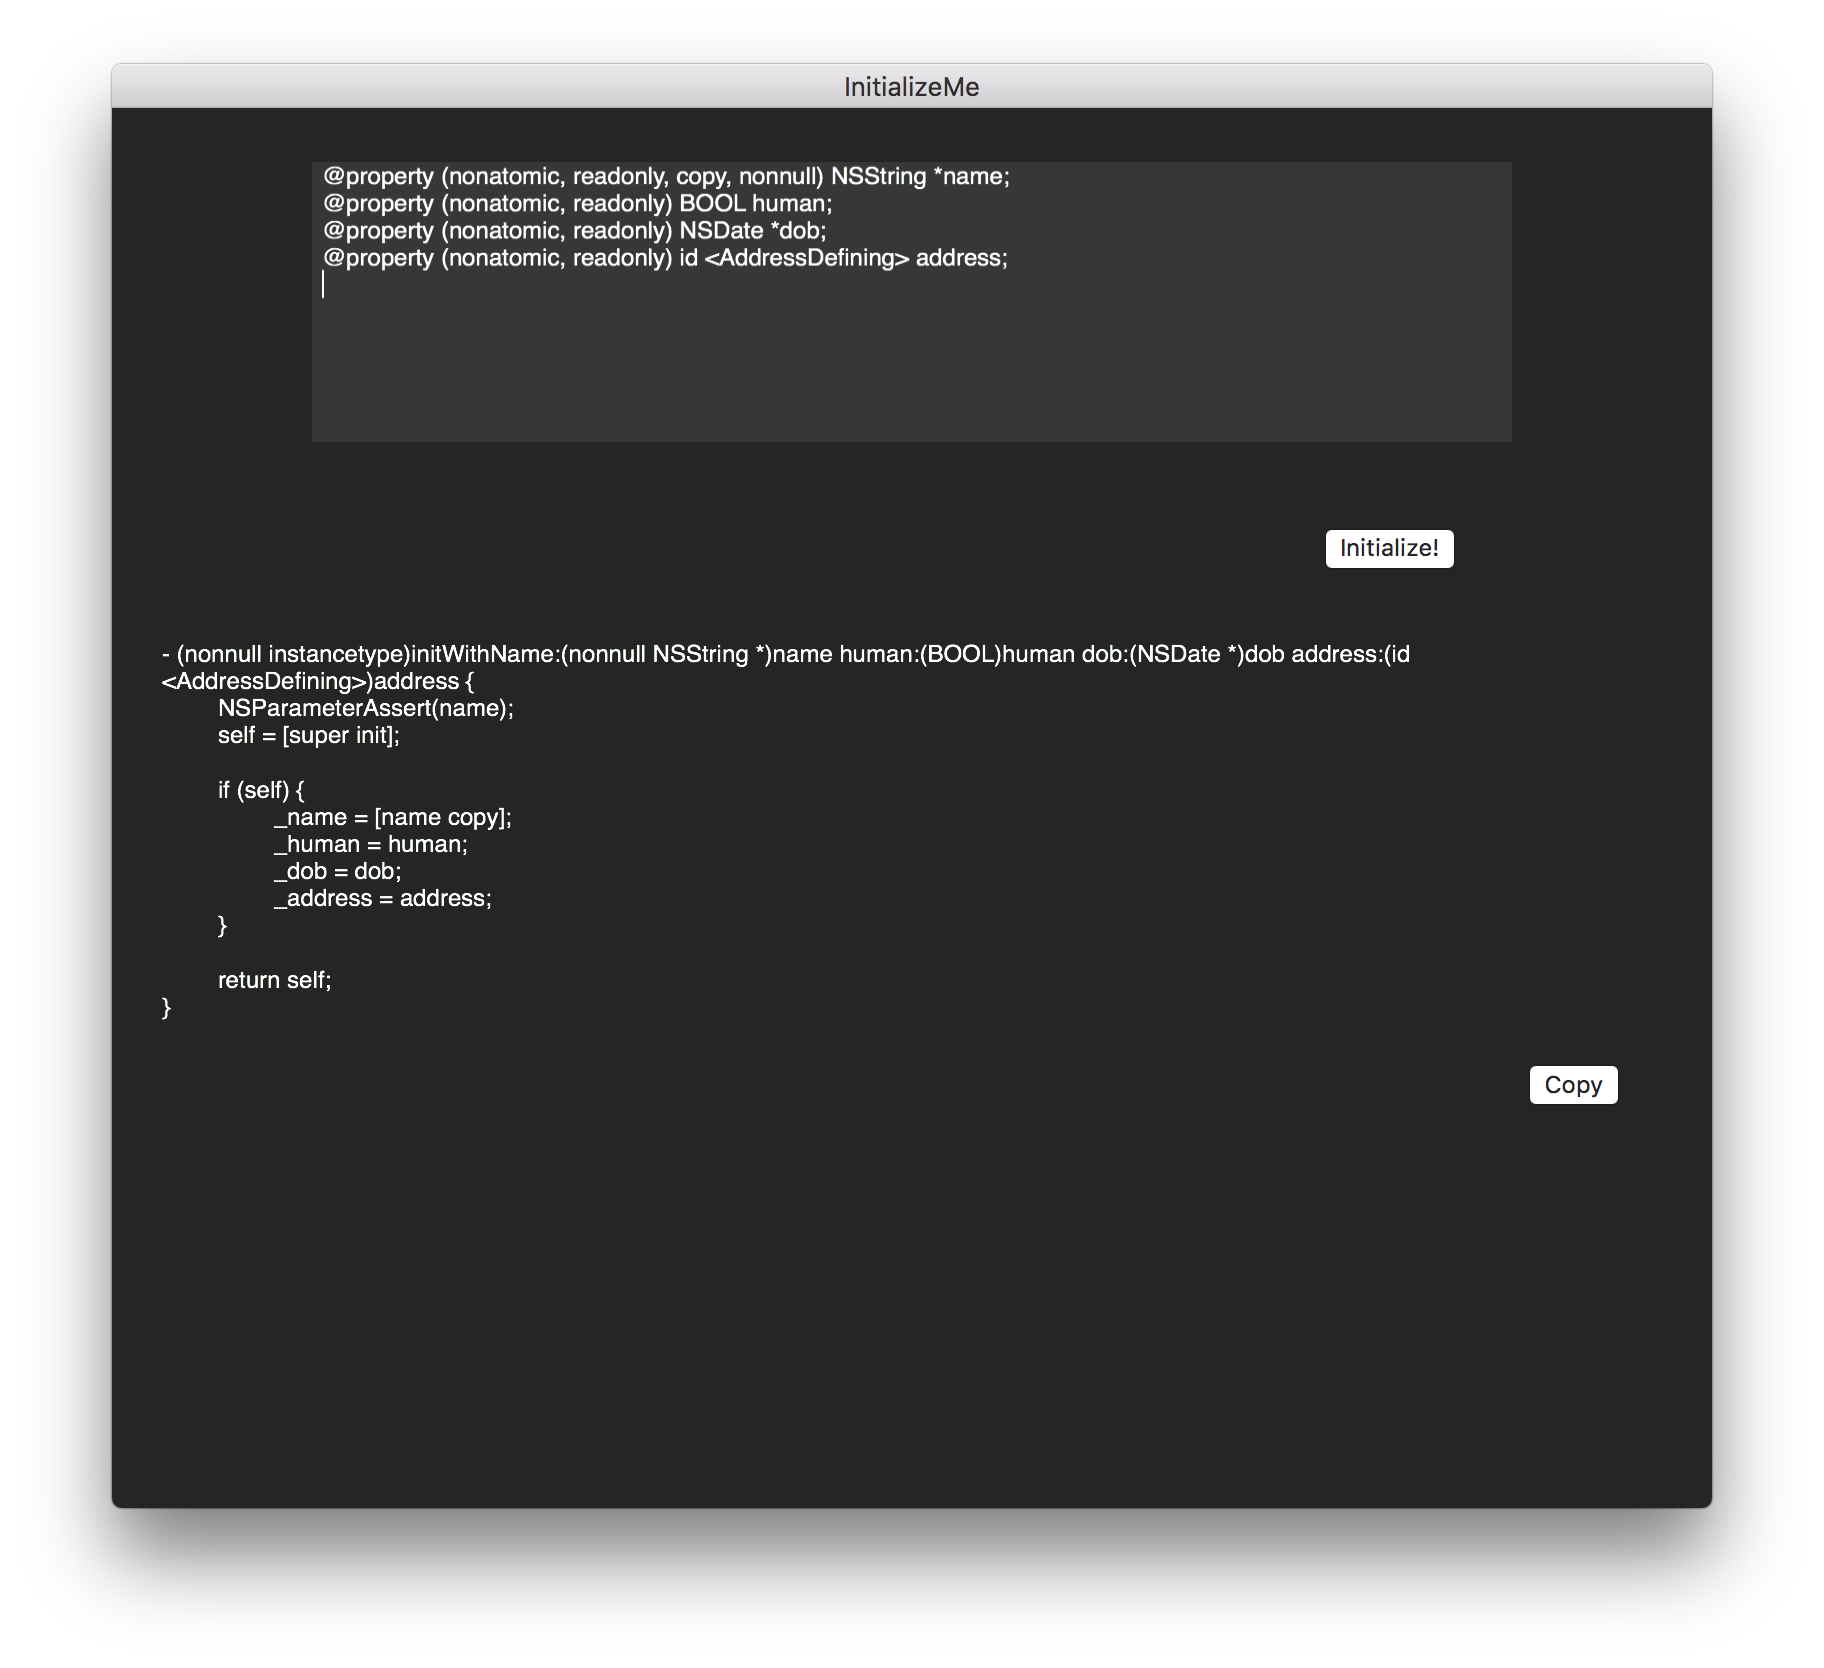 InitializeMe
@property (nonatomic, readonly, copy, nonnull) NSString *name;
@property (nonatomic, readonly) BOOL human;
@property (nonatomic, readonly) NSDate *dob;
@property (nonatomic, readonly) id <AddressDefining> address;
Initialize!
- (nonnull instancetype)initWithName:(nonnull NSString *)name human:(BOOL)human dob:(NSDate *)dob address:(id
<AddressDefining>)address {
NSParameterAssert(name);
self = [super init];
if (self) {
_name = [name copy];
_human = human;
_dob = dob;
_address = address;
}
return self;
}
Copy